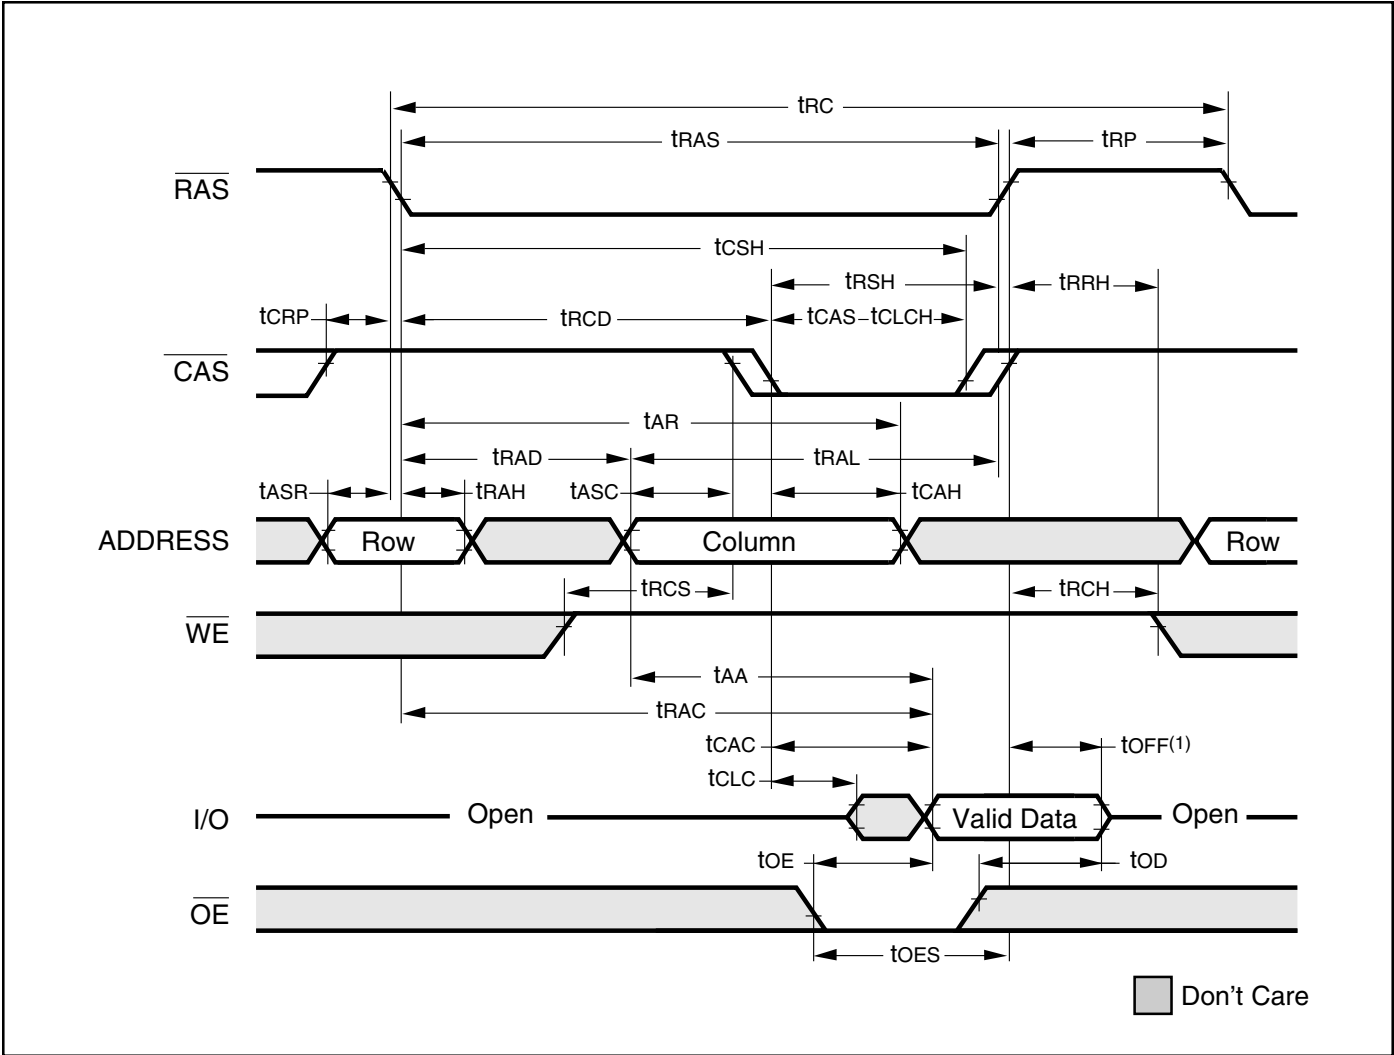 tRC
tRAS
tRP
RAS
tCSH
tRSH
tRRH
tCRP
tRCD
tCAS
tCLCH
CAS
tAR
tRAD
tRAL
tASR
tRAH
tASC
tCAH
ADDRESS
Row
Column
Row
tRCS
tRCH
WE
tAA
tRAC
tCAC
tOFF(1)
tCLC
I/O
Open
Valid Data
Open
tOE
tOD
OE
tOES
Don't Care